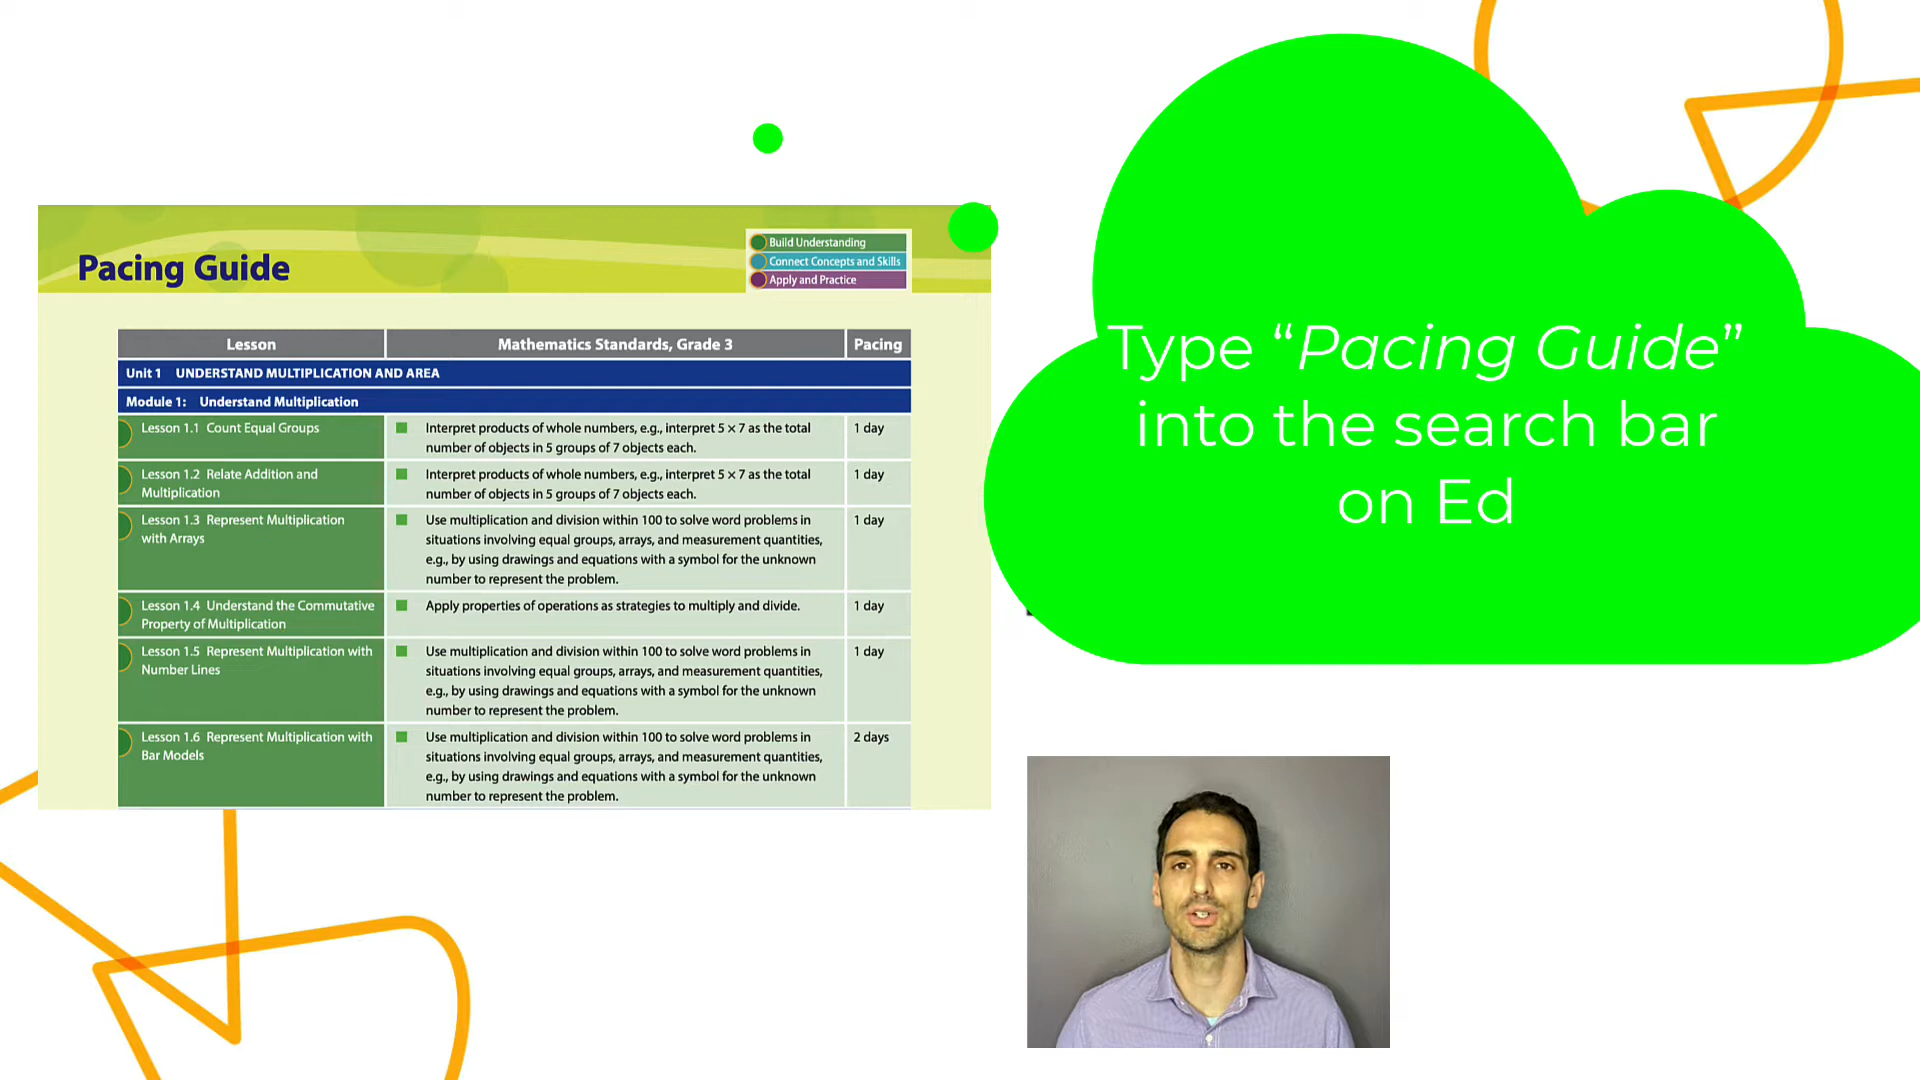 Pacing Guide
Build Understanding
Connect Concepts and Skills
Apply and Practice
Lesson Mathematics Standards, Grade 3 Pacing
Unit 1 UNDERSTAND MULTIPLICATION AND AREA
Module 1: Understand Multiplication
Lesson 1.1 Count Equal Groups
Interpret products of whole numbers, e.g., interpret 5 × 7 as the total
number of objects in 5 groups of 7 objects each.
1 day
Lesson 1.2 Relate Addition and
Multiplication
Interpret products of whole numbers, e.g., interpret 5 × 7 as the total
number of objects in 5 groups of 7 objects each.
1 day
Lesson 1.3 Represent Multiplication
with Arrays
Use multiplication and division within 100 to solve word problems in
situations involving equal groups, arrays, and measurement quantities,
e.g., by using drawings and equations with a symbol for the unknown
number to represent the problem.
1 day
Lesson 1.4 Understand the Commutative
Property of Multiplication
Apply properties of operations as strategies to multiply and divide.
1 day
Lesson 1.5 Represent Multiplication with
Number Lines
Use multiplication and division within 100 to solve word problems in
situations involving equal groups, arrays, and measurement quantities,
e.g., by using drawings and equations with a symbol for the unknown
number to represent the problem.
1 day
Lesson 1.6 Represent Multiplication with
Bar Models
Use multiplication and division within 100 to solve word problems in
situations involving equal groups, arrays, and measurement quantities,
e.g., by using drawings and equations with a symbol for the unknown
number to represent the problem.
2 days
Type “Pacing Guide”
into the search bar
on Ed